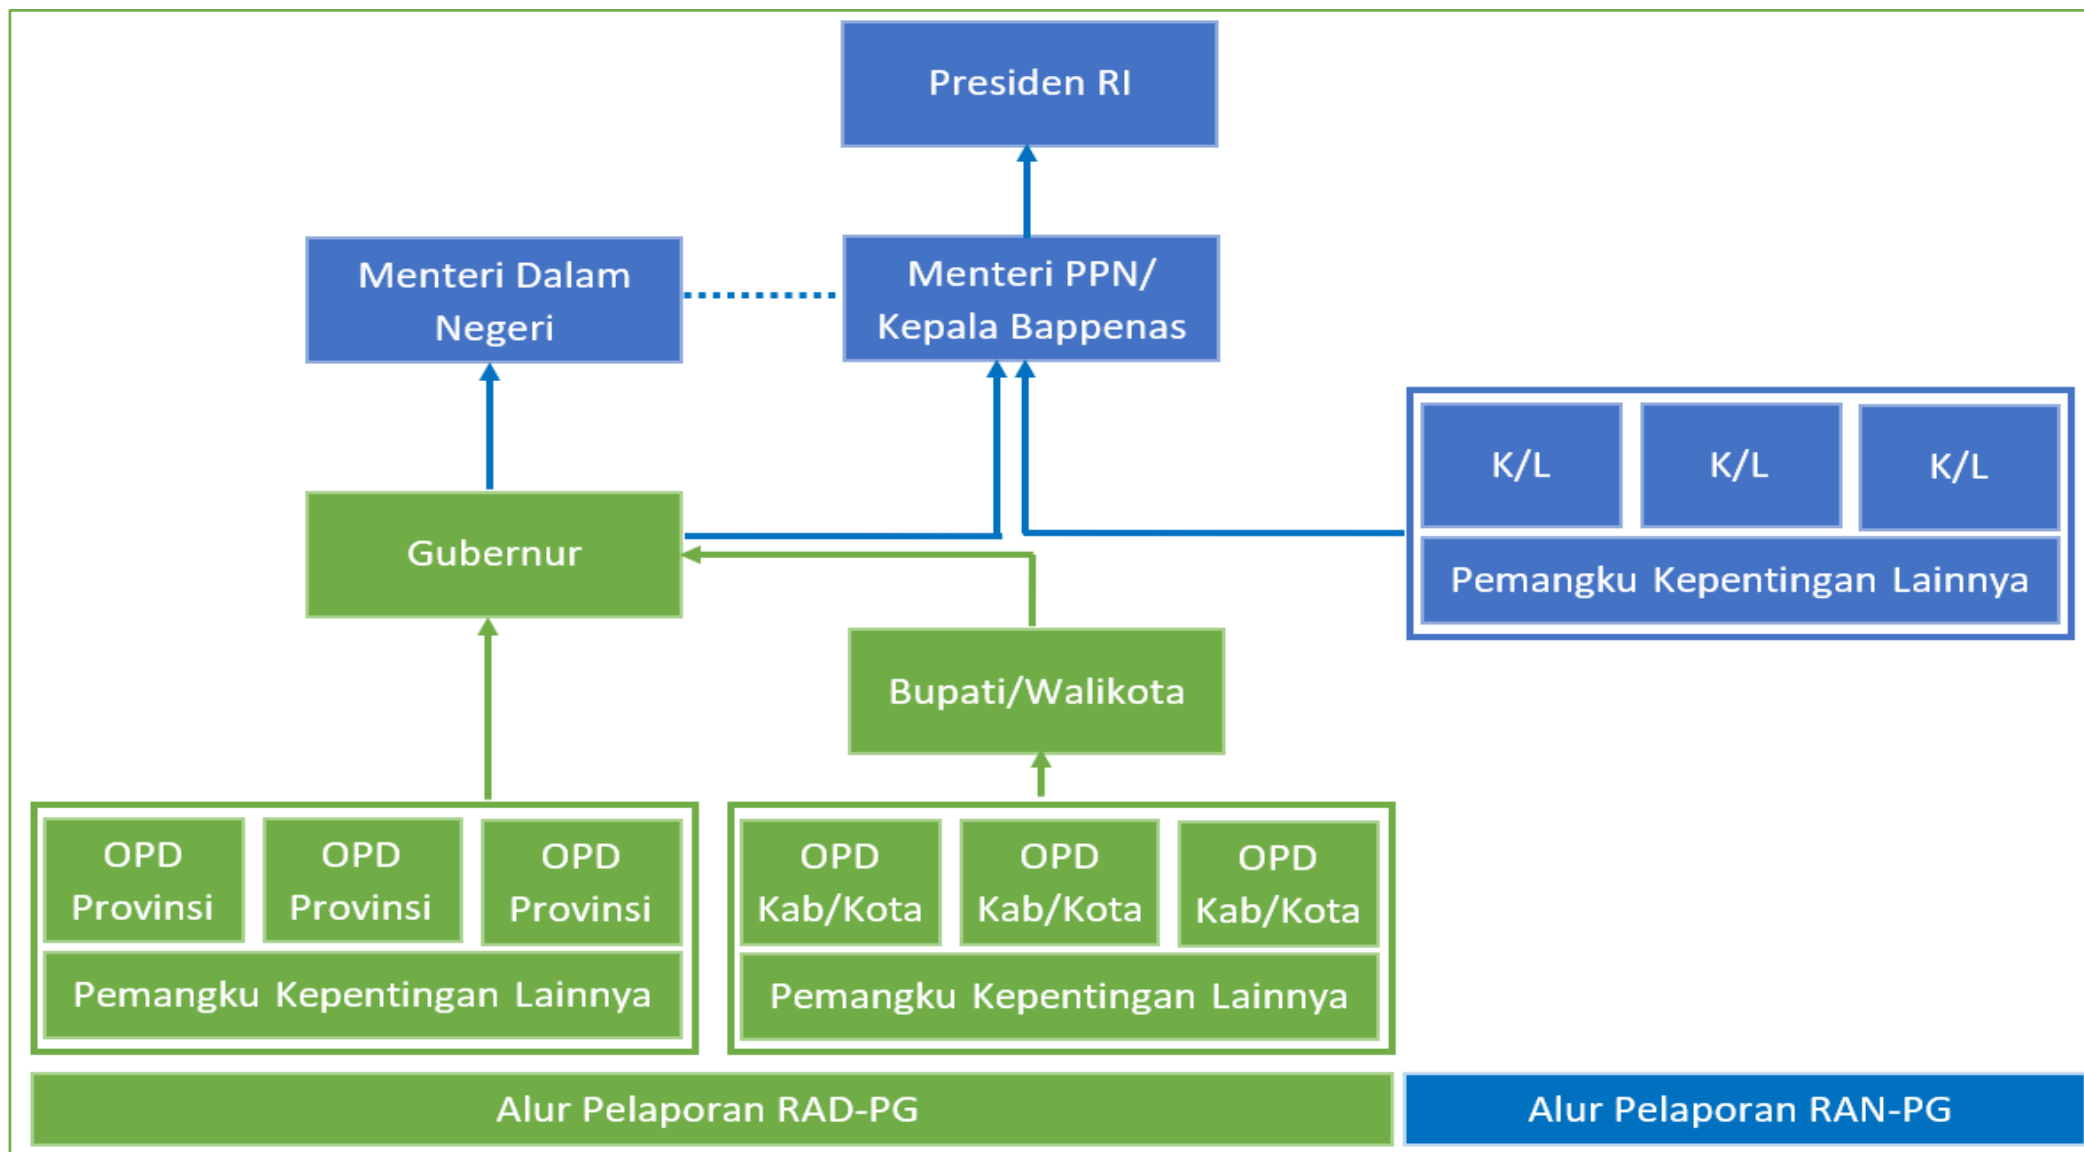 Presiden RI
Menteri Dalam
Negeri
Menteri PPN/
Kepala Bappenas
K/L
K/L
K/L
Pemangku Kepentingan Lainnya
Gubernur
Bupati/Walikota
OPD
Provinsi
OPD
Provinsi
OPD
Provinsi
Pemangku Kepentingan Lainnya
OPD
Kab/Kota
OPD
Kab/Kota
OPD
Kab/Kota
Pemangku Kepentingan Lainnya
Alur Pelaporan RAD-PG
Alur Pelaporan RAN-PG